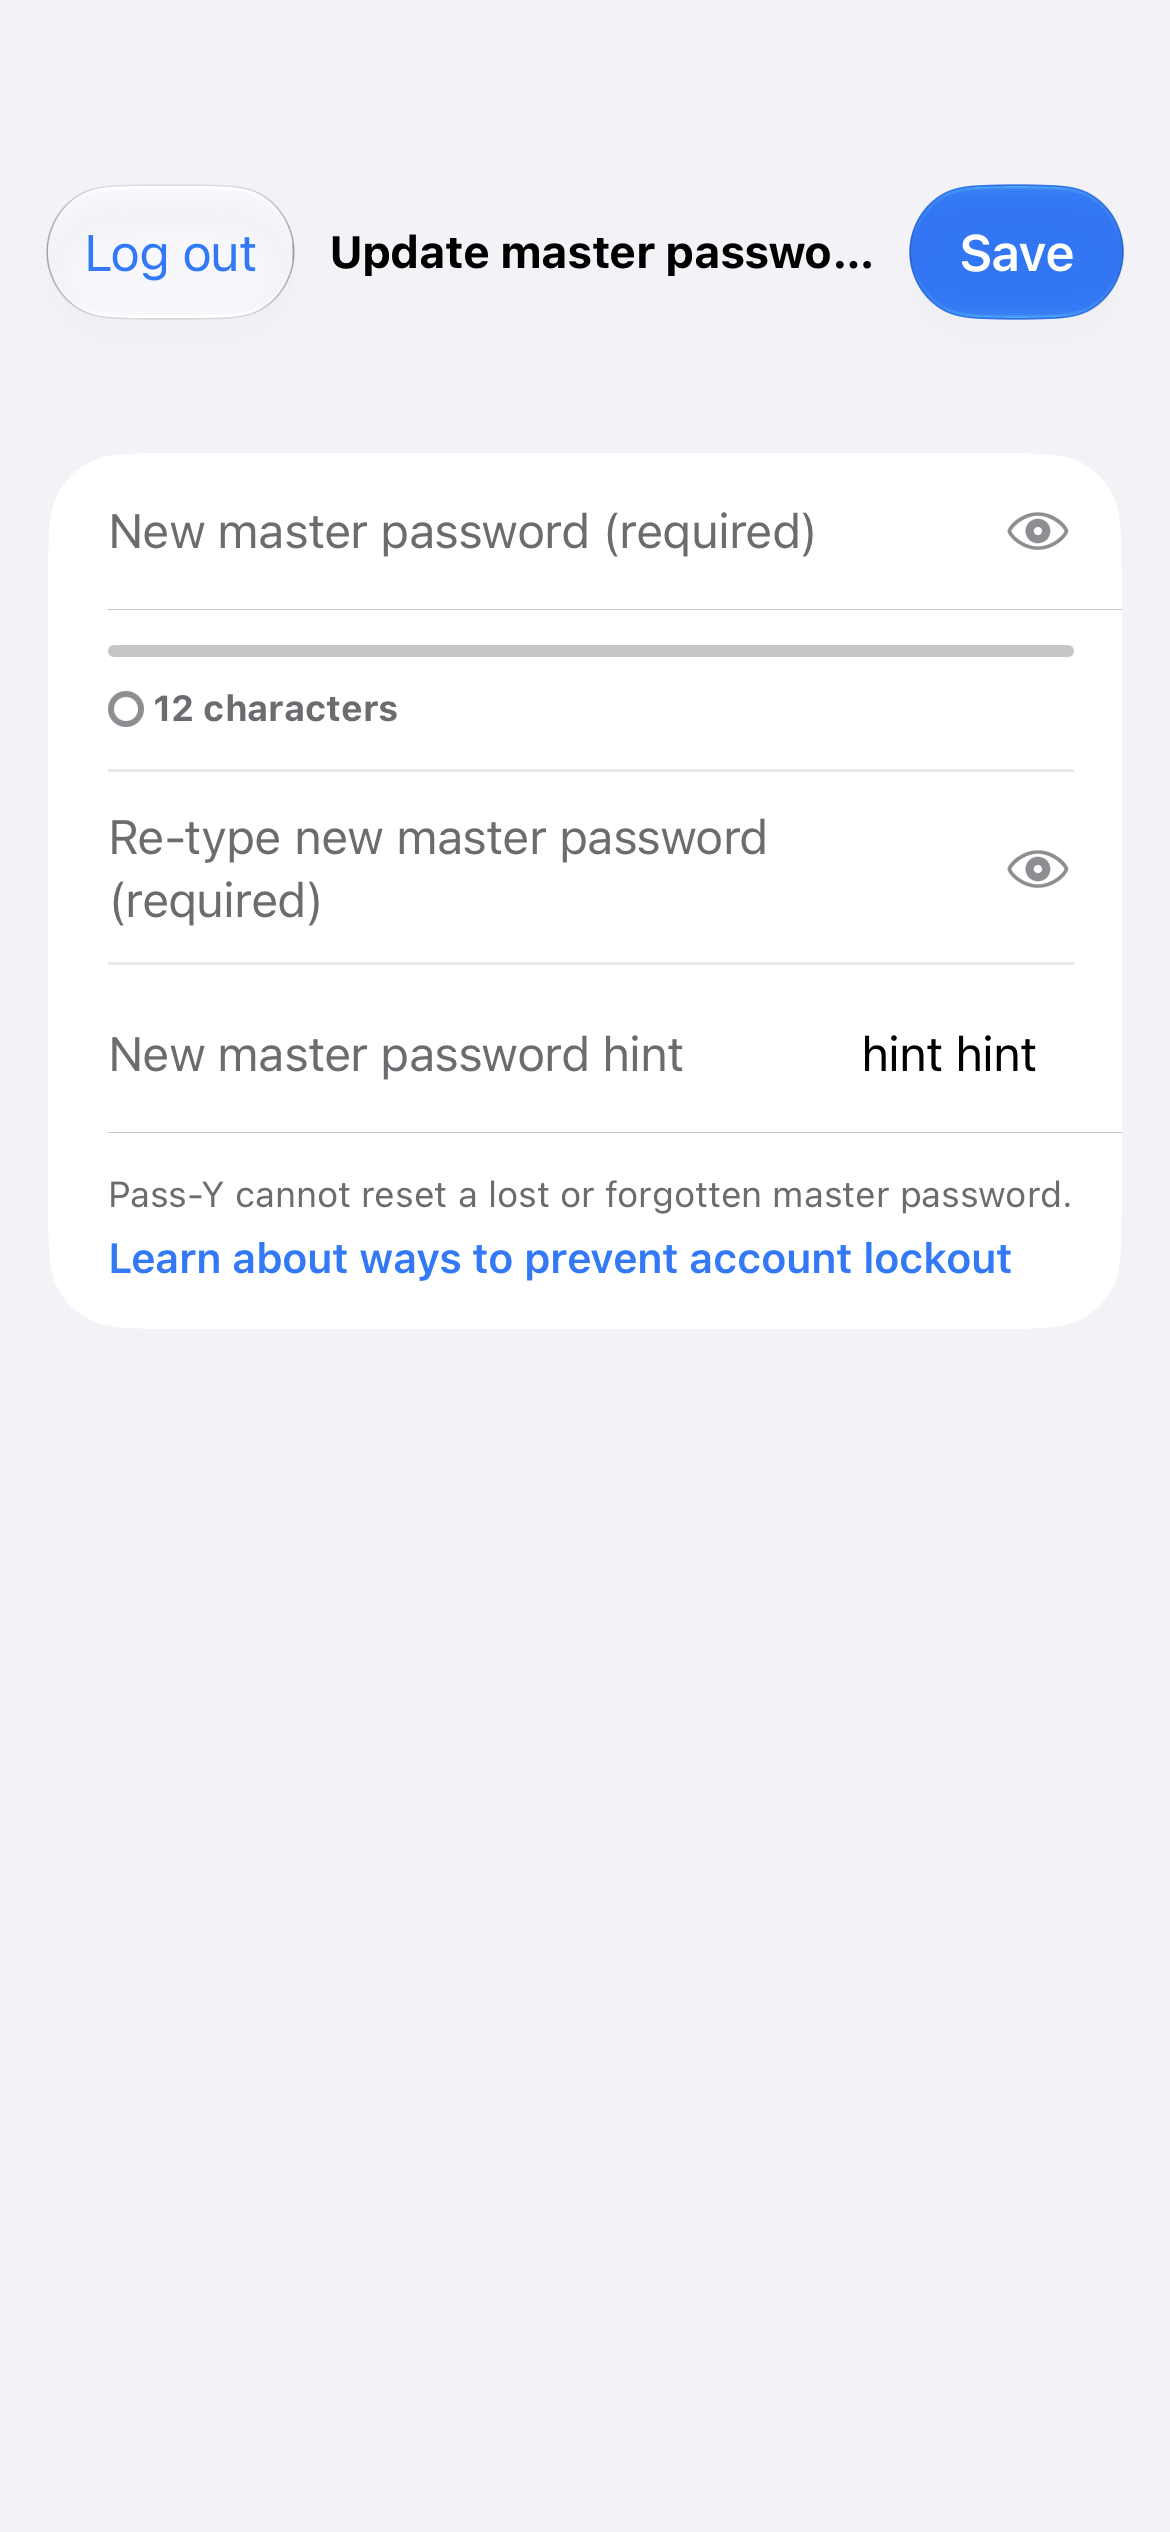 Log out
Update master passwo...
Save
New master password (required)
12 characters
Re-type new master password
(required)
New master password hint
hint hint
Pass-Y cannot reset a lost or forgotten master password.
Learn about ways to prevent account lockout